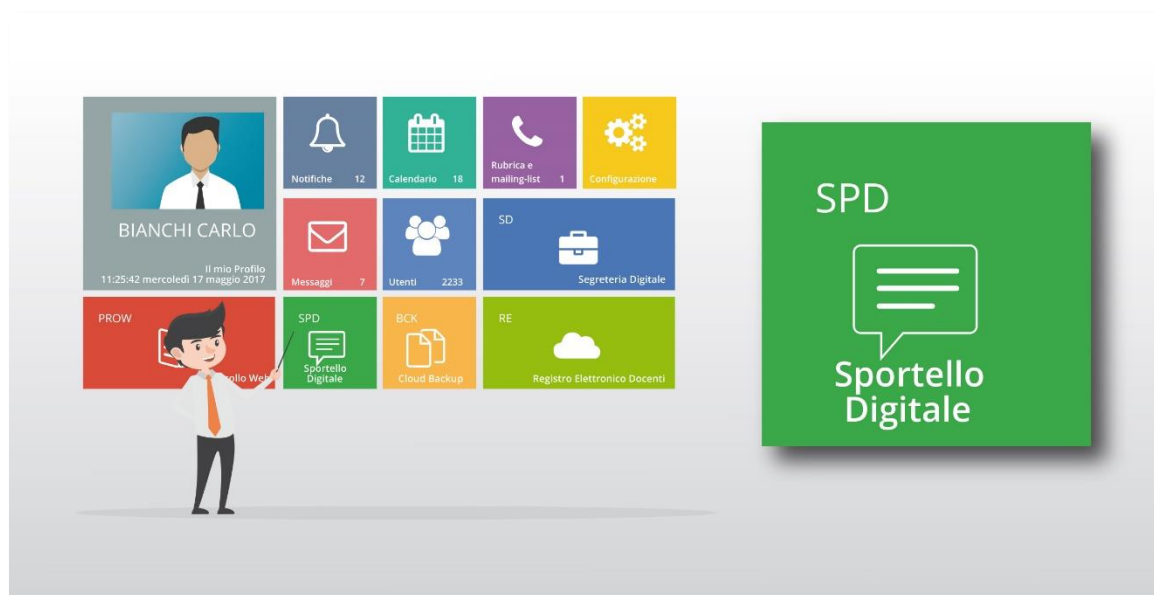 BIANCHI CARLO
Il mio Profilo
11:25:42 mercoledì 17 maggio 2017
Notifiche 12
Calendario 18
Rubrica e
mailing-list 1
Configurazione
Messaggi 7
Utenti 2233
SD
Segreteria Digitale
PROW
Web
SPD
Sportello
Digitale
BCK
Cloud Backup
RE
Registro Elettronico Docenti
SPD
Sportello
Digitale